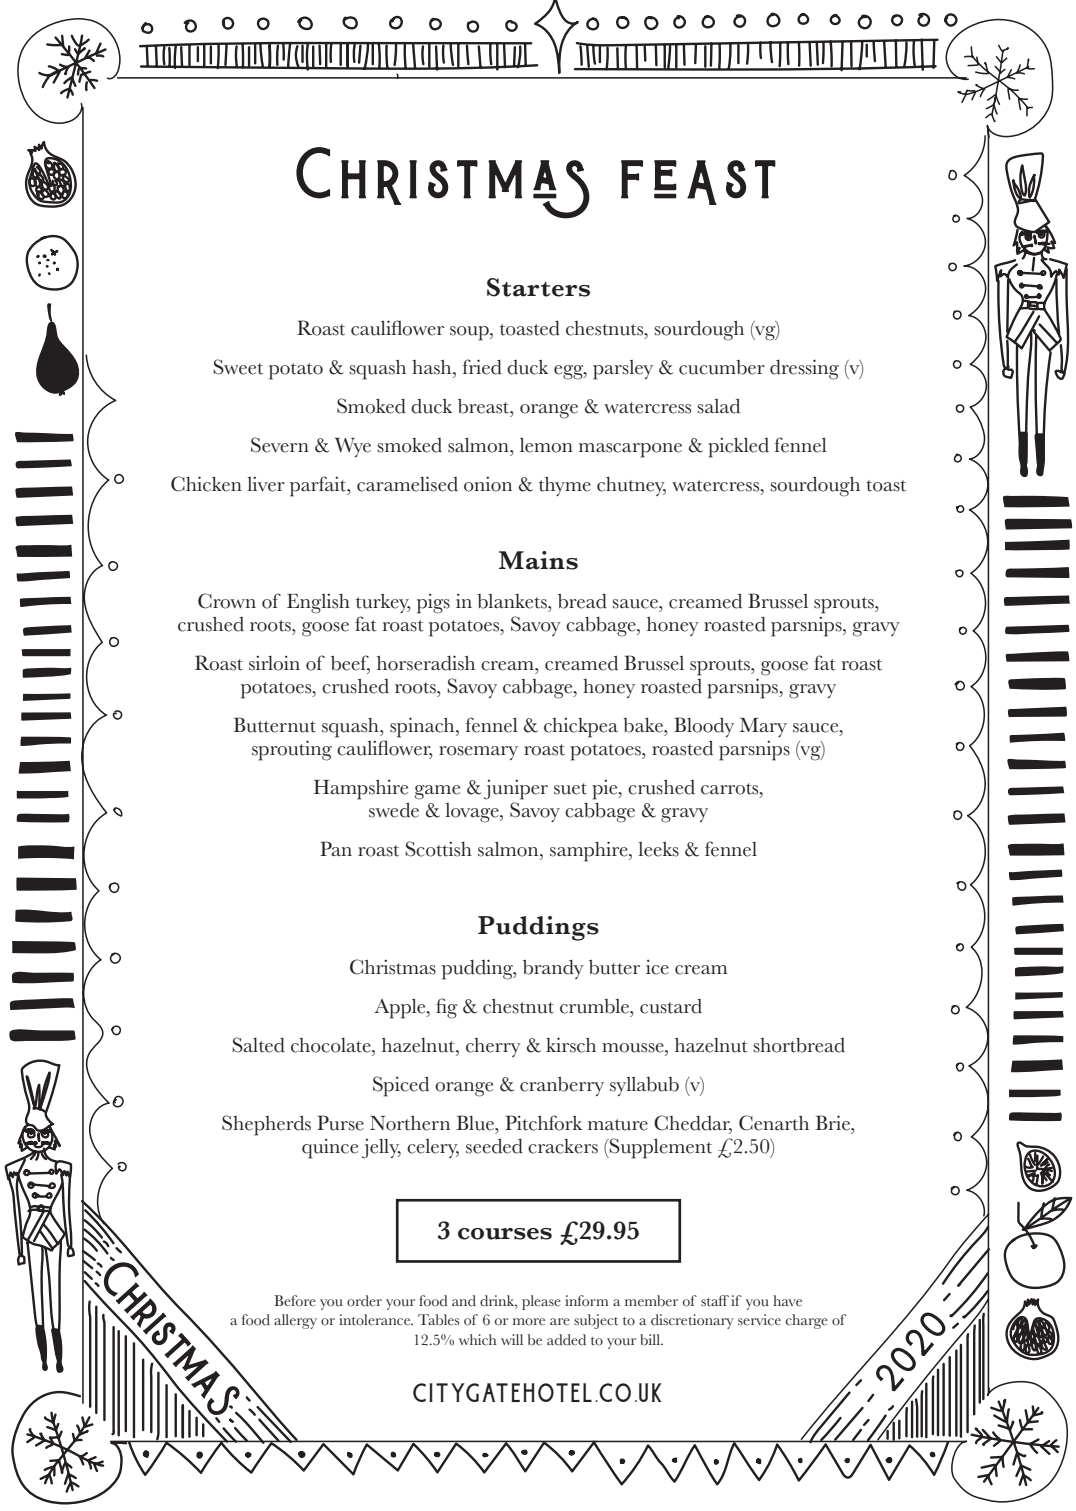 CHRISTMAS FEAST
Starters
Roast cauliflower soup, toasted chestnuts, sourdough (vg)
Sweet potato & squash hash, fried duck egg, parsley & cucumber dressing (v)
Smoked duck breast, orange & watercress salad
Severn & Wye smoked salmon, lemon mascarpone & pickled fennel
Chicken liver parfait, caramelised onion & thyme chutney, watercress, sourdough toast
Mains
Crown of English turkey, pigs in blankets, bread sauce, creamed Brussel sprouts,
crushed roots, goose fat roast potatoes, Savoy cabbage, honey roasted parsnips, gravy
Roast sirloin of beef, horseradish cream, creamed Brussel sprouts, goose fat roast
potatoes, crushed roots, Savoy cabbage, honey roasted parsnips, gravy
Butternut squash, spinach, fennel & chickpea bake, Bloody Mary sauce,
sprouting cauliflower, rosemary roast potatoes, roasted parsnips (vg)
Hampshire game & juniper suet pie, crushed carrots,
swede & lovage, Savoy cabbage & gravy
Pan roast Scottish salmon, samphire, leeks & fennel
Puddings
Christmas pudding, brandy butter ice cream
Apple, fig & chestnut crumble, custard
Salted chocolate, hazelnut, cherry & kirsch mousse, hazelnut shortbread
Spiced orange & cranberry syllabub (v)
Shepherds Purse Northern Blue, Pitchfork mature Cheddar, Cenarth Brie,
quince jelly, celery, seeded crackers (Supplement £2.50)
3 courses £29.95
Before you order your food and drink, please inform a member of staff if you have
a food allergy or intolerance. Tables of 6 or more are subject to a discretionary service charge of
12.5% which will be added to your bill.
CITYGATEHOTEL.CO.UK
CHRISTMAS
2020